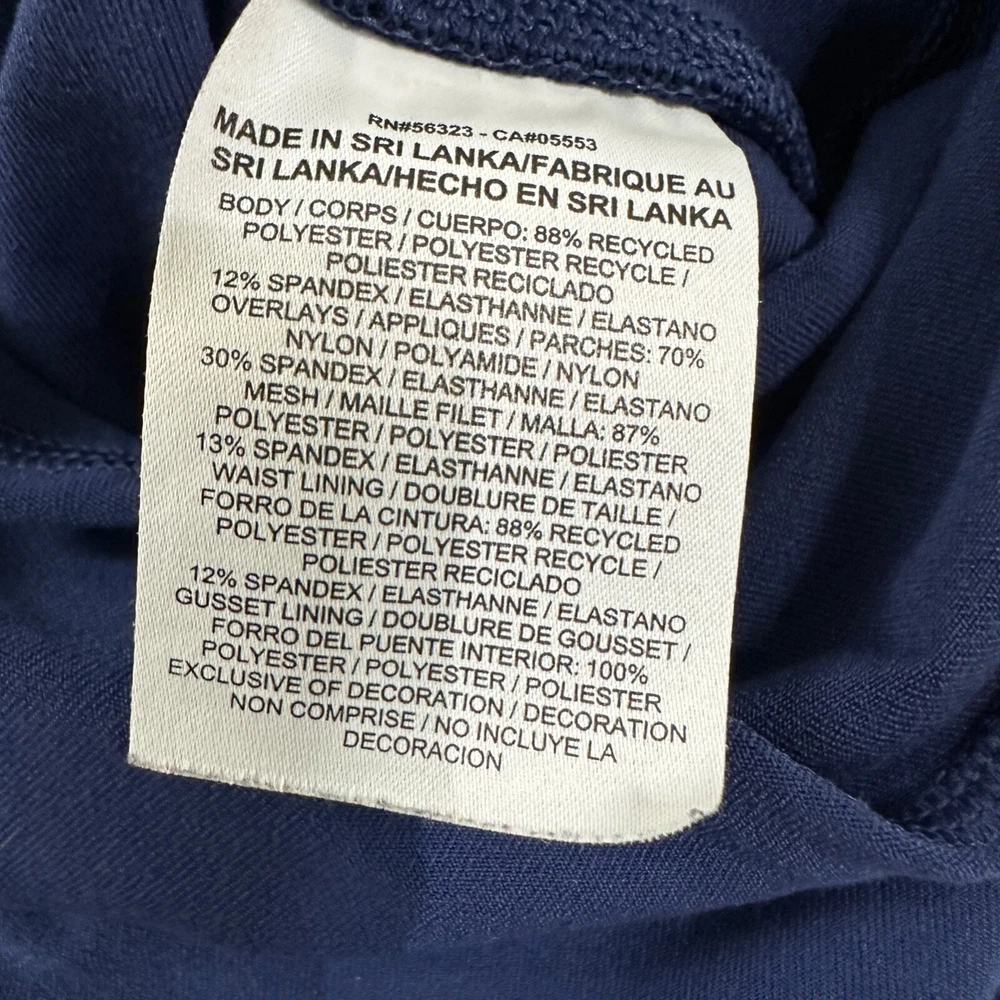 RN#56323 - CA#05553
MADE IN SRI LANKA/FABRIQUE AU
SRI LANKA/HECHO EN SRI LANKA
BODY / CORPS / CUERPO: 88% RECYCLED
POLYESTER / POLYESTER RECYCLE /
POLIESTER RECICLADO
12% SPANDEX / ELASTHANNE / ELASTANO
OVERLAYS / APPLIQUES / PARCHES: 70%
NYLON / POLYAMIDE / NYLON
30% SPANDEX / ELASTHANNE / ELASTANO
MESH / MAILLE FILET / MALLA: 87%
POLYESTER / POLYESTER / POLIESTER
13% SPANDEX / ELASTHANNE / ELASTANO
WAIST LINING / DOUBLURE DE TAILLE /
FORRO DE LA CINTURA: 88% RECYCLED
POLYESTER / POLYESTER RECYCLE /
POLIESTER RECICLADO
12% SPANDEX / ELASTHANNE / ELASTANO
GUSSET LINING / DOUBLURE DE GOUSSET /
FORRO DEL PUENTE INTERIOR: 100%
POLYESTER / POLYESTER / POLIESTER
EXCLUSIVE OF DECORATION / DECORATION
NON COMPRISE / NO INCLUYE LA
DECORACION